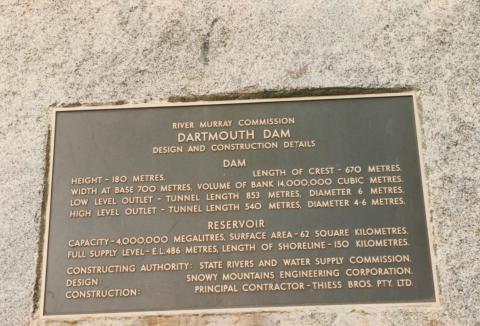 RIVER MURRAY COMMISSION
DARTMOUTH DAM
DESIGN AND CONSTRUCTION DETAILS
DAM
HEIGHT - 180 METRES. LENGTH OF CREST - 670 METRES.
WIDTH AT BASE 700 METRES, VOLUME OF BANK 14,000,000 CUBIC METRES.
LOW LEVEL OUTLET - TUNNEL LENGTH 853 METRES, DIAMETER 6 METRES.
HIGH LEVEL OUTLET - TUNNEL LENGTH 540 METRES, DIAMETER 4·6 METRES.
RESERVOIR
CAPACITY - 4,000,000 MEGALITRES, SURFACE AREA - 62 SQUARE KILOMETRES.
FULL SUPPLY LEVEL - E.L.486 METRES, LENGTH OF SHORELINE - 150 KILOMETRES.
CONSTRUCTING AUTHORITY: STATE RIVERS AND WATER SUPPLY COMMISSION.
DESIGN: SNOWY MOUNTAINS ENGINEERING CORPORATION.
CONSTRUCTION: PRINCIPAL CONTRACTOR - THIESS BROS. PTY. LTD.